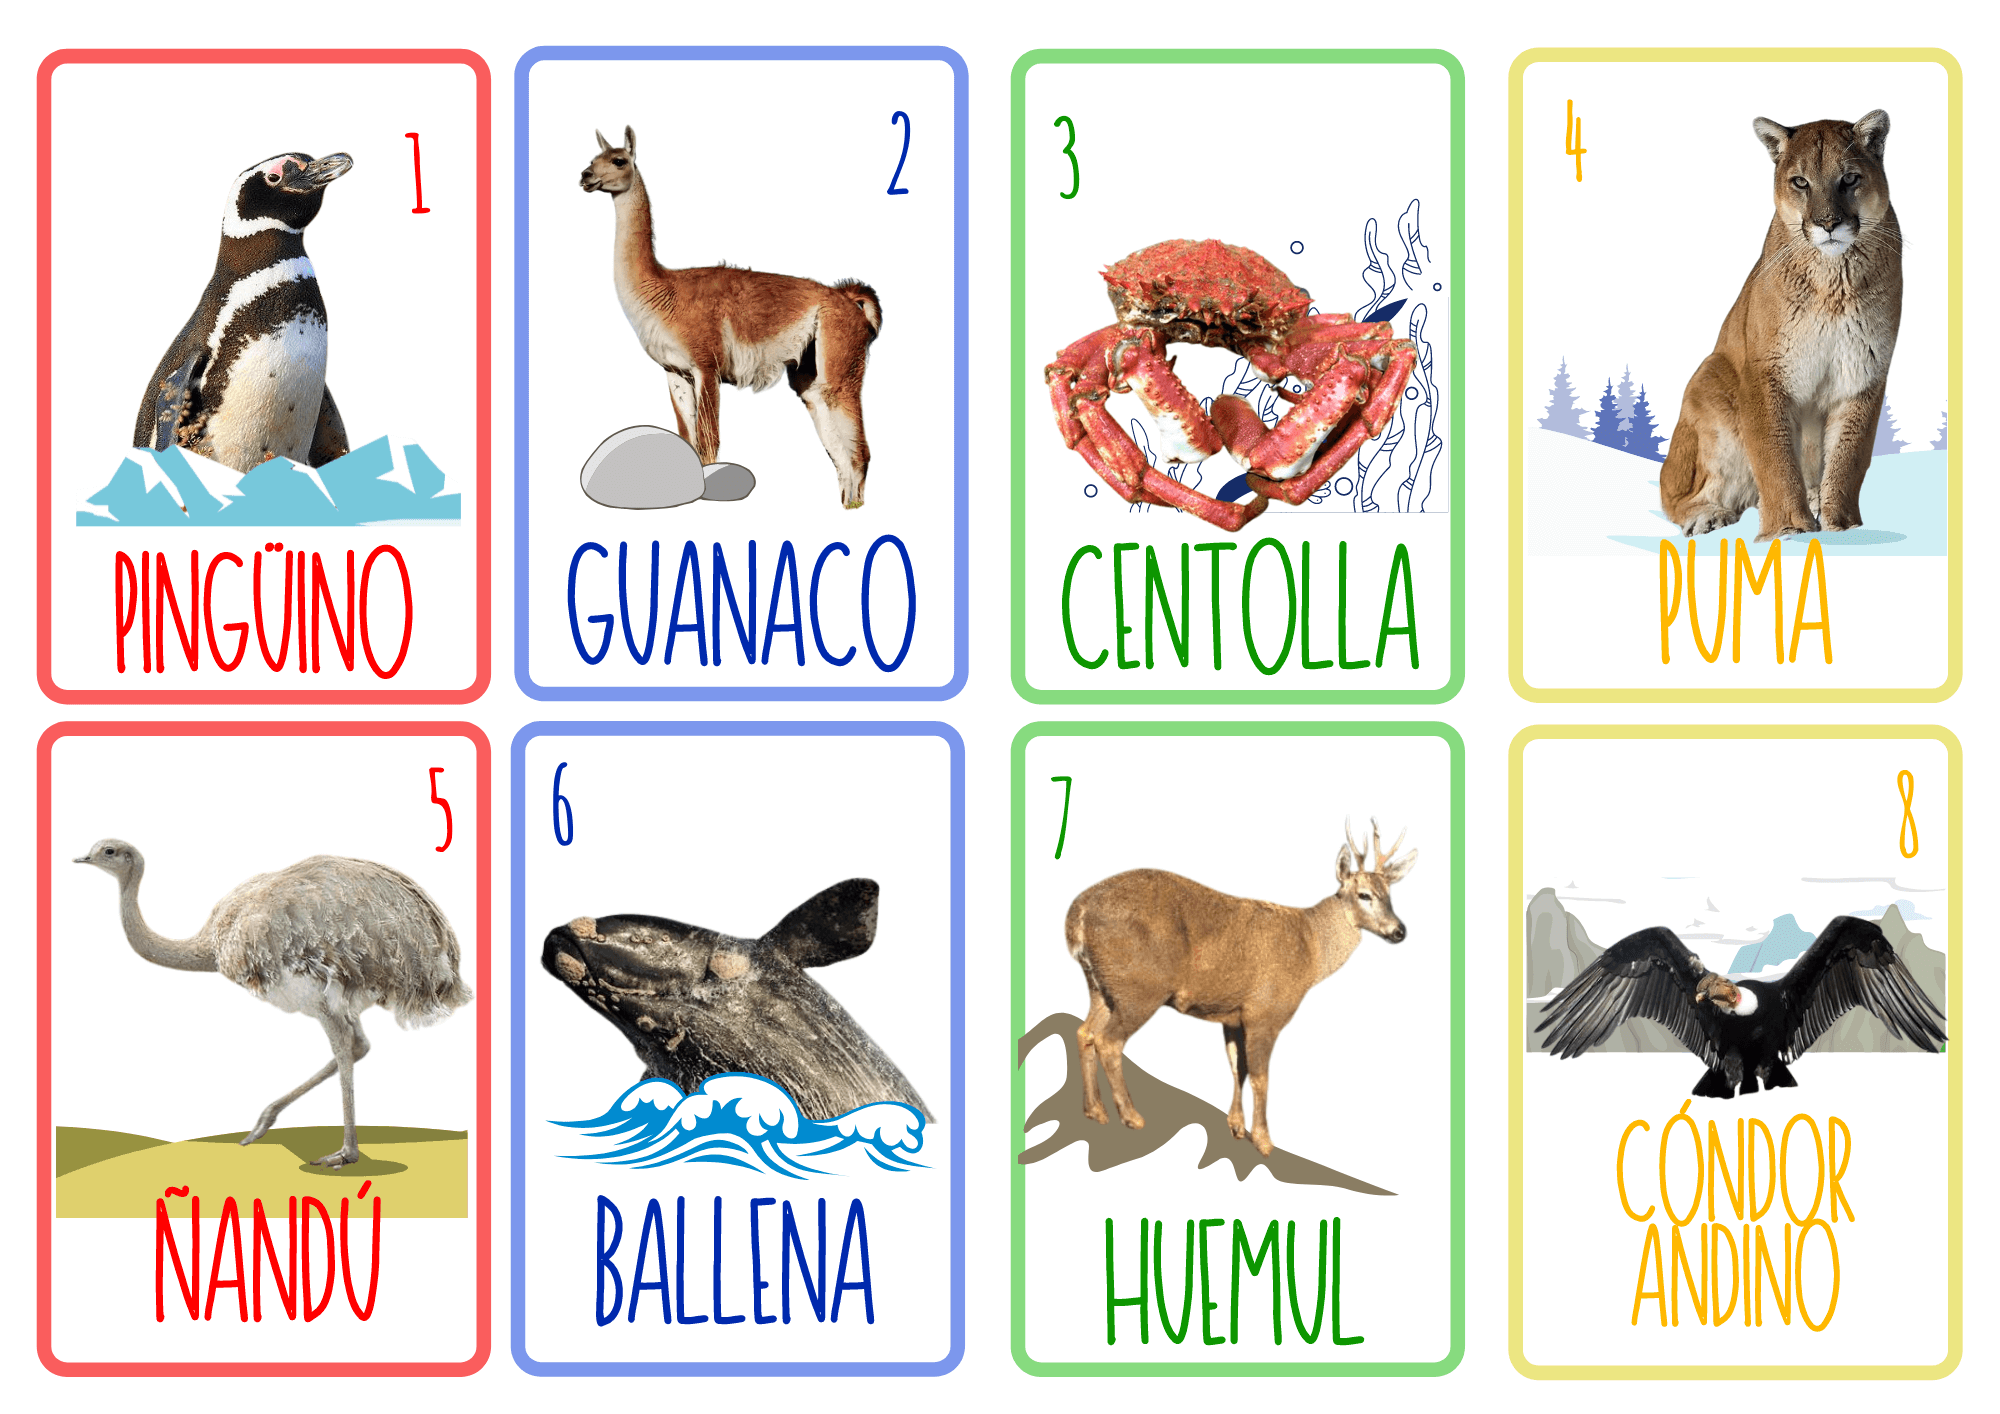 1
PINGÜINO
2
GUANACO
3
CENTOLLA
4
PUMA
5
ÑANDÚ
6
BALLENA
7
HUEMUL
8
CÓNDOR
ANDINO